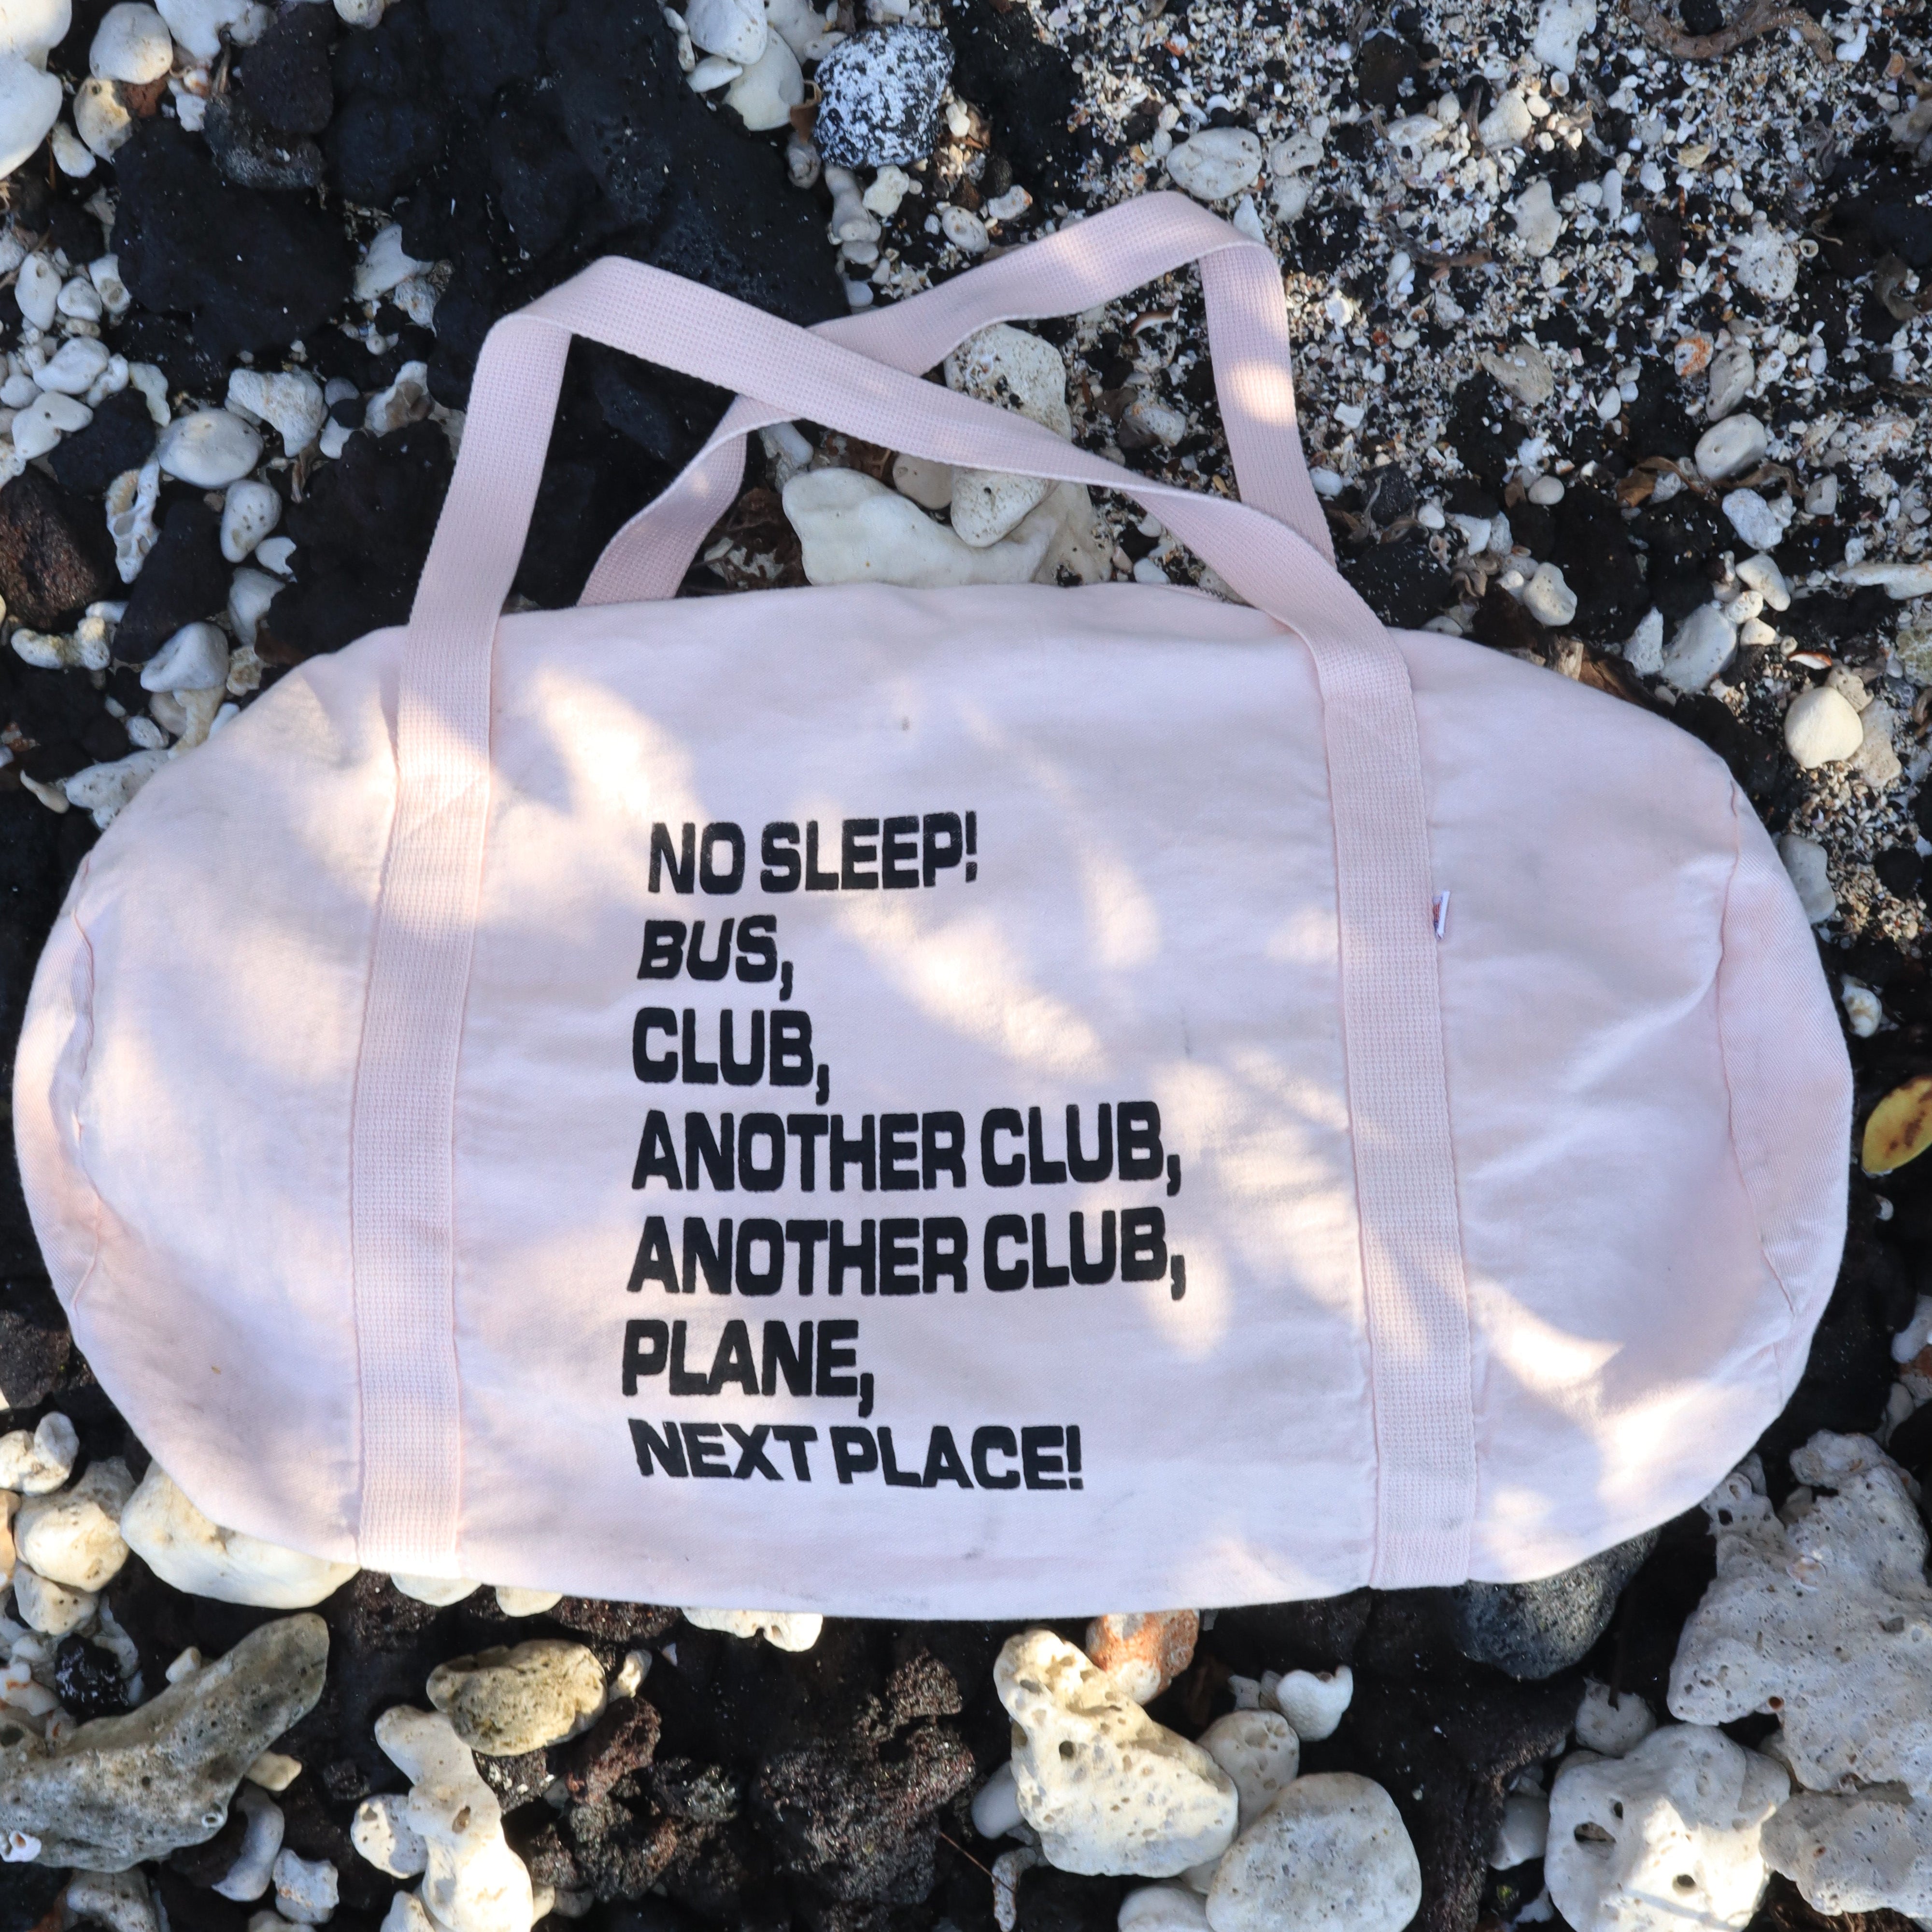 NO SLEEP!
BUS,
CLUB,
ANOTHER CLUB,
ANOTHER CLUB,
PLANE,
NEXT PLACE!